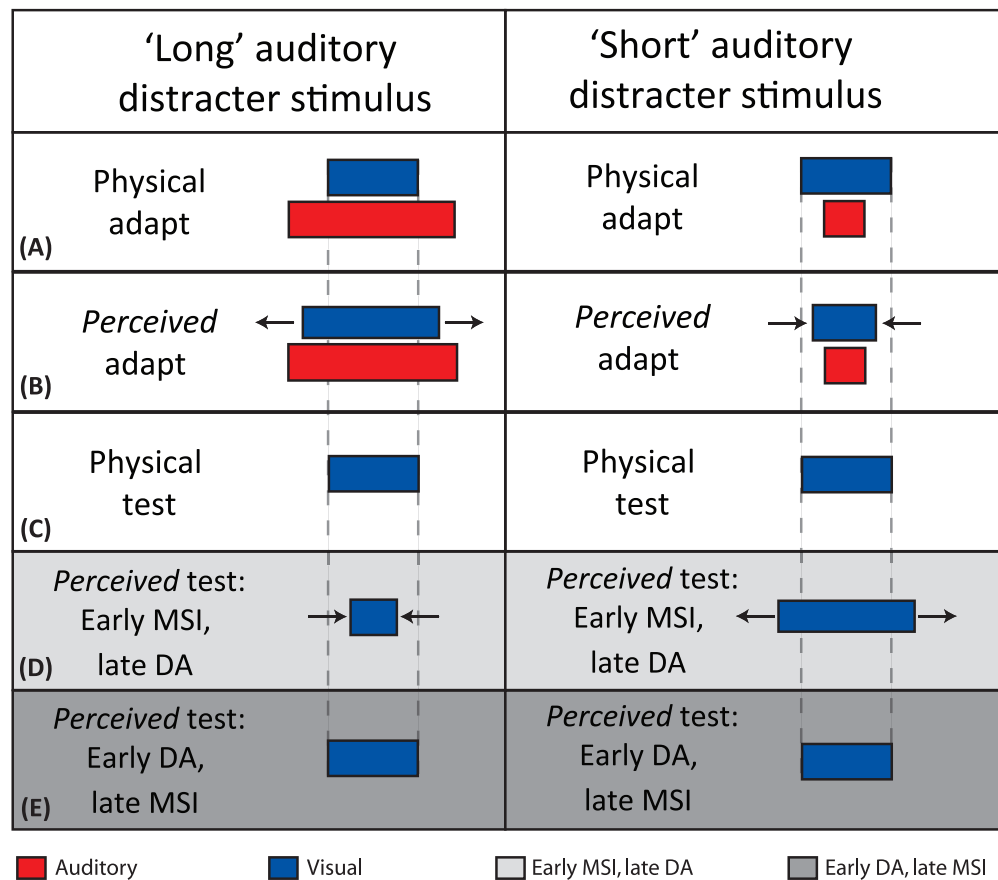 ‘Long’ auditory
distracter stimulus
‘Short’ auditory
distracter stimulus
Physical
adapt
(A)
Physical
adapt
Perceived
adapt
(B)
Perceived
adapt
Physical
test
(C)
Physical
test
Perceived test:
Early MSI,
late DA
(D)
Perceived test:
Early MSI,
late DA
Perceived test:
Early DA,
late MSI
(E)
Perceived test:
Early DA,
late MSI
Auditory
Visual
Early MSI, late DA
Early DA, late MSI